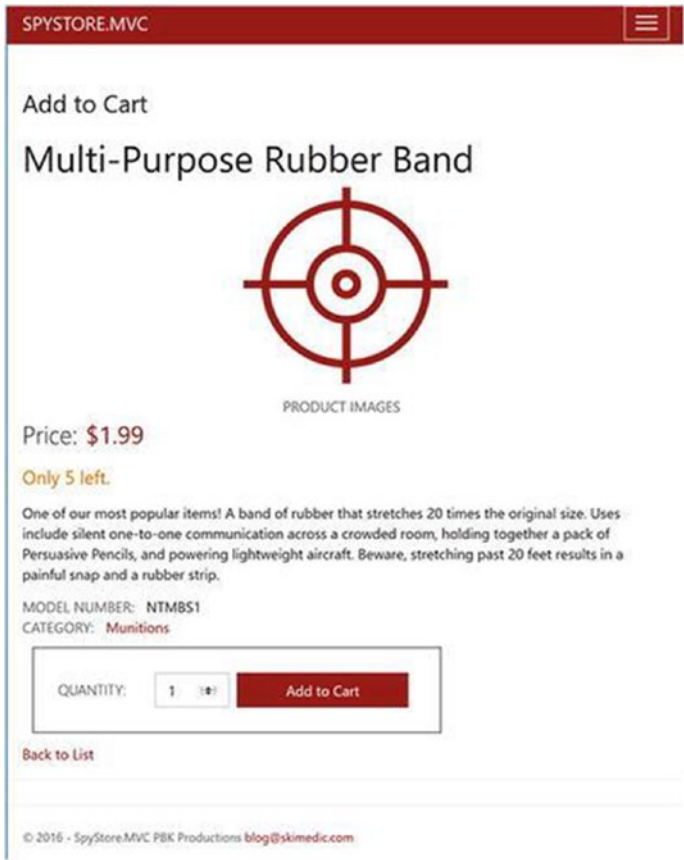 SPYSTORE.MVC
Add to Cart
Multi-Purpose Rubber Band
PRODUCT IMAGES
Price: $1.99
Only 5 left.
One of our most popular items! A band of rubber that stretches 20 times the original size. Uses
include silent one-to-one communication across a crowded room, holding together a pack of
Persuasive Pencils, and powering lightweight aircraft. Beware, stretching past 20 feet results in a
painful snap and a rubber strip.
MODEL NUMBER: NTMBS1
CATEGORY: Munitions
QUANTITY: 1 Add to Cart
Back to List
© 2016 - SpyStore.MVC PBK Productions blog@skimedic.com